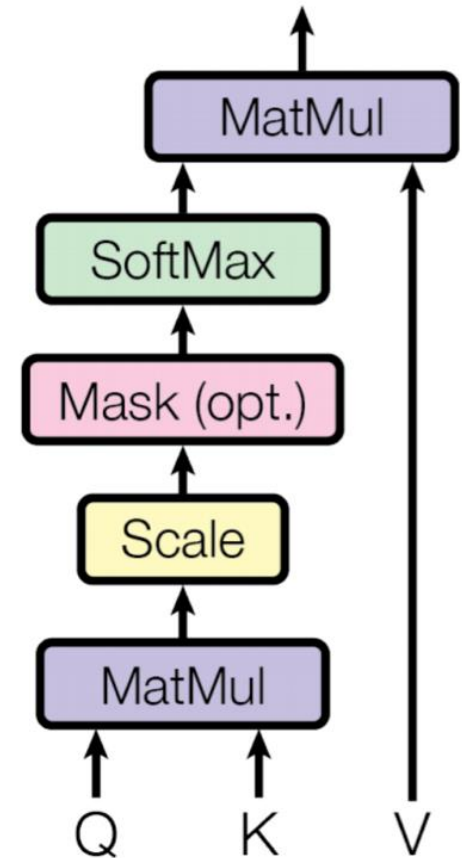 MatMul
SoftMax
Mask (opt.)
Scale
MatMul
Q K V